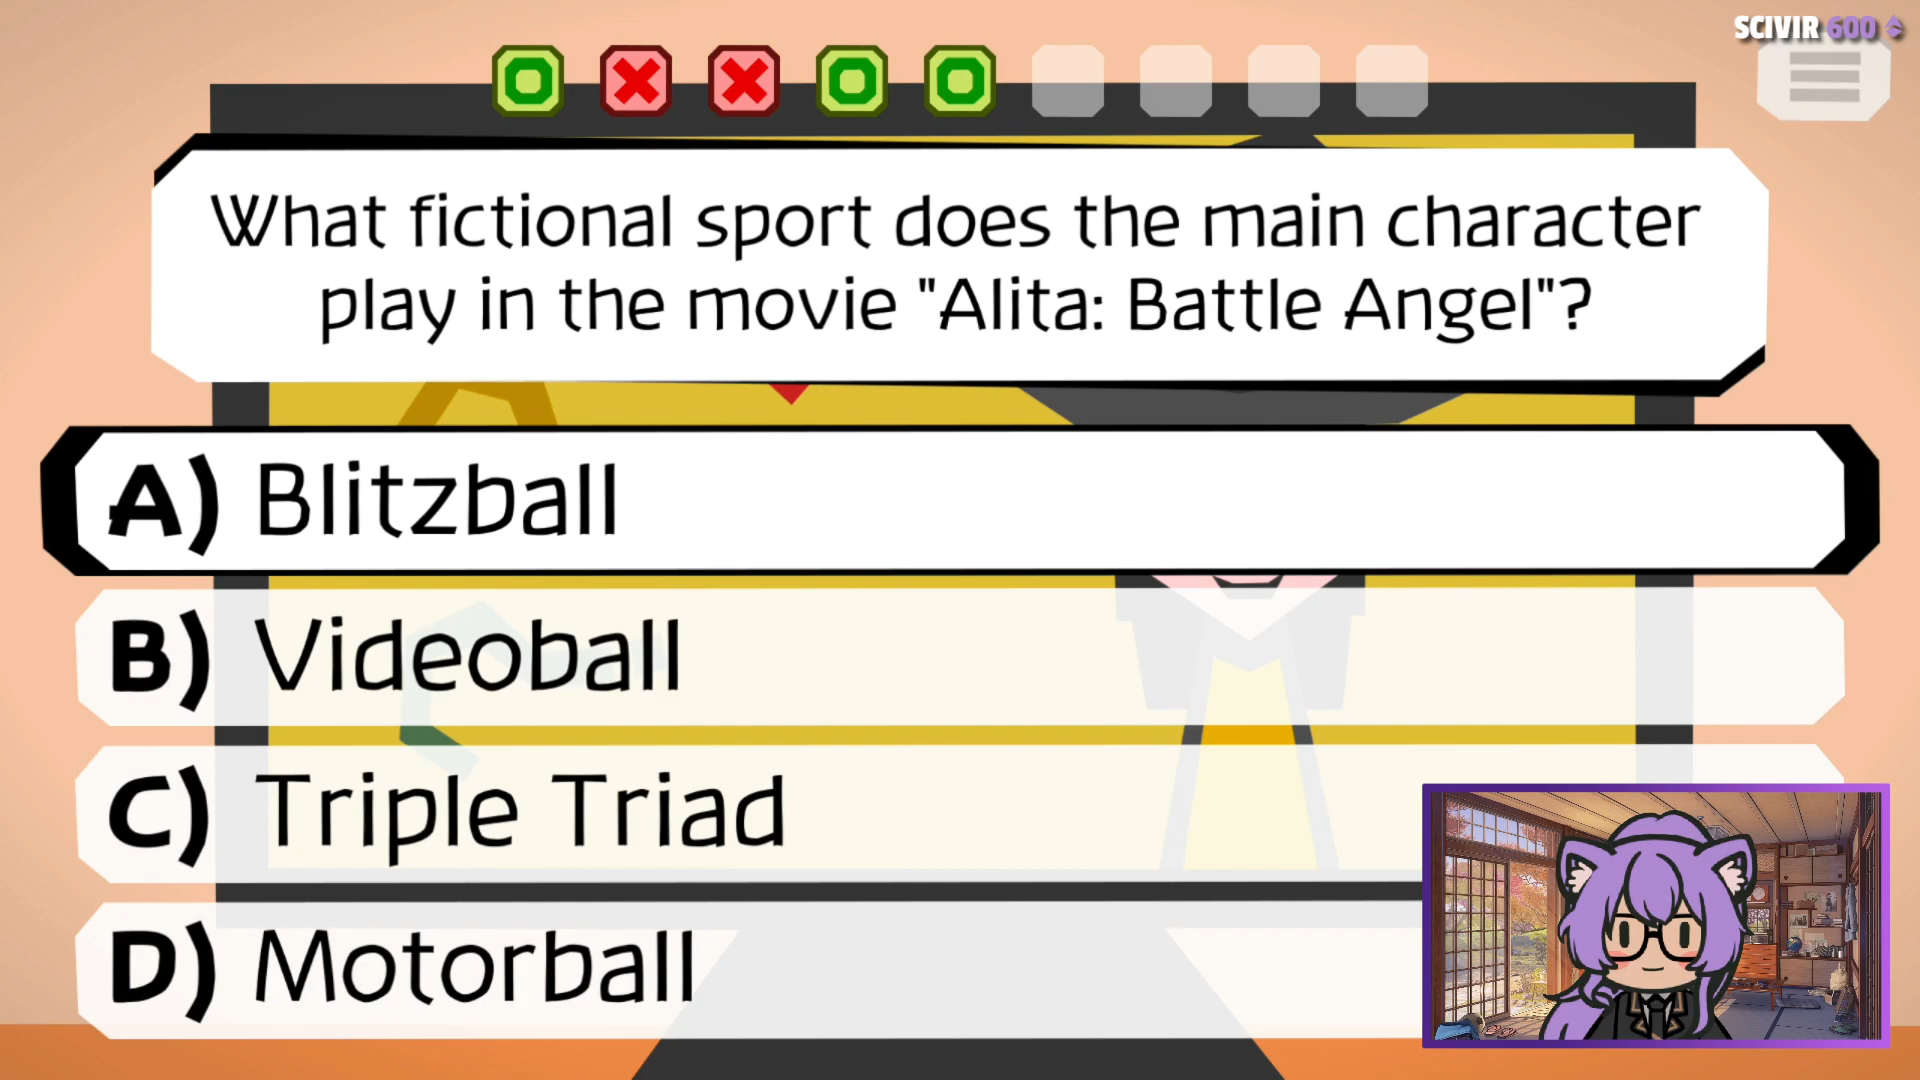 SCIVIR 600
What fictional sport does the main character
play in the movie "Alita: Battle Angel"?
A) Blitzball
B) Videoball
C) Triple Triad
D) Motorball